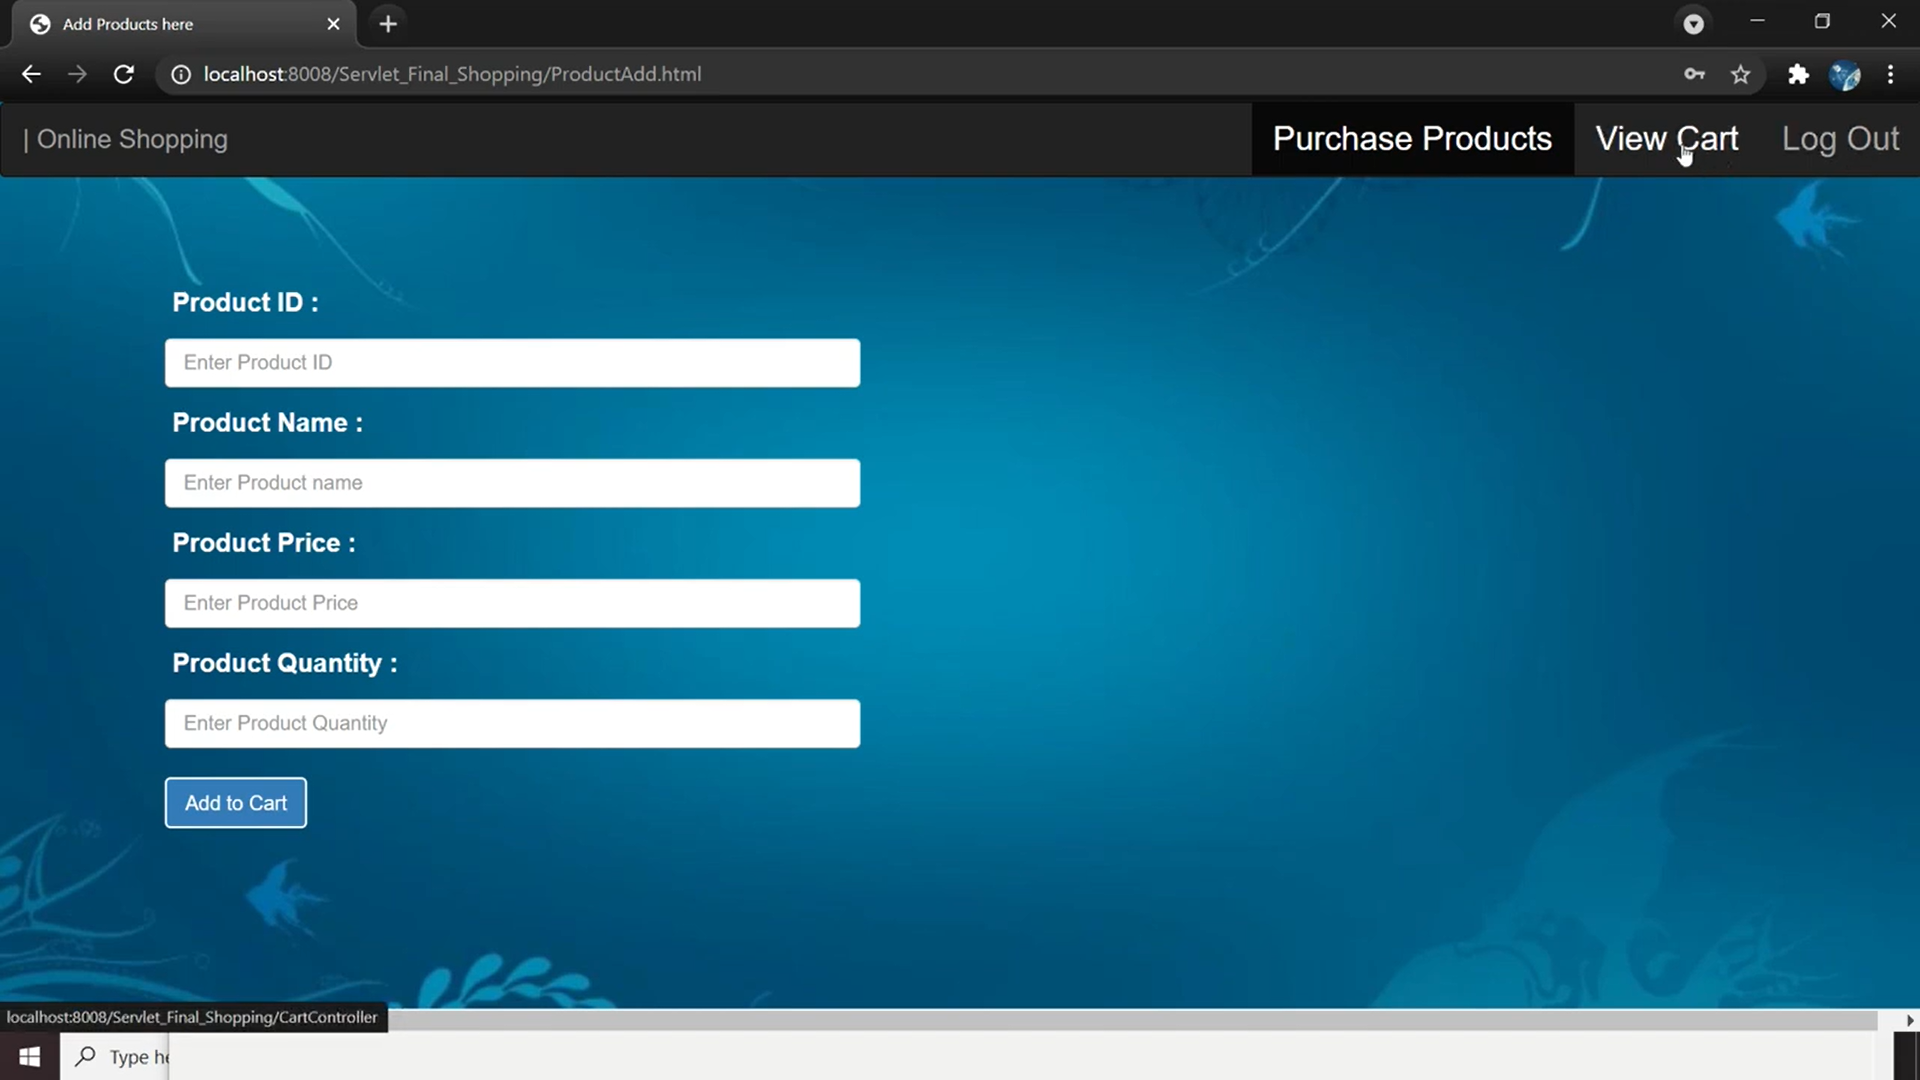 Add Products here
localhost:8008/Servlet_Final_Shopping/ProductAdd.html
| Online Shopping
Purchase Products
View Cart
Log Out
Product ID :
Enter Product ID
Product Name :
Enter Product name
Product Price :
Enter Product Price
Product Quantity :
Enter Product Quantity
Add to Cart
localhost:8008/Servlet_Final_Shopping/CartController
Type he